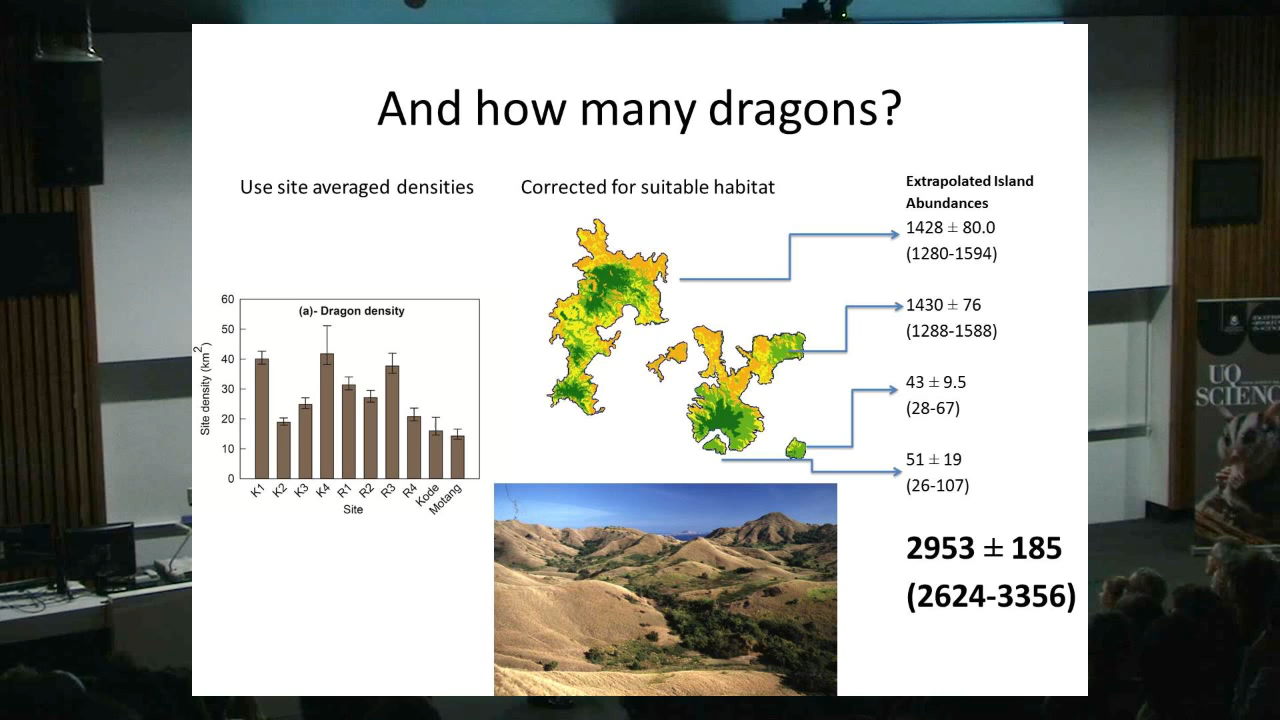 And how many dragons?
Use site averaged densities
Corrected for suitable habitat
Extrapolated Island
Abundances
1428 ± 80.0
(1280-1594)
1430 ± 76
(1288-1588)
43 ± 9.5
(28-67)
51 ± 19
(26-107)
2953 ± 185
(2624-3356)
(a)- Dragon density
Site density (km²)
60
50
40
30
20
10
0
K1 K2 K3 K4 R1 R2 R3 R4 Kode Motang
Site
UQ
SCIENC